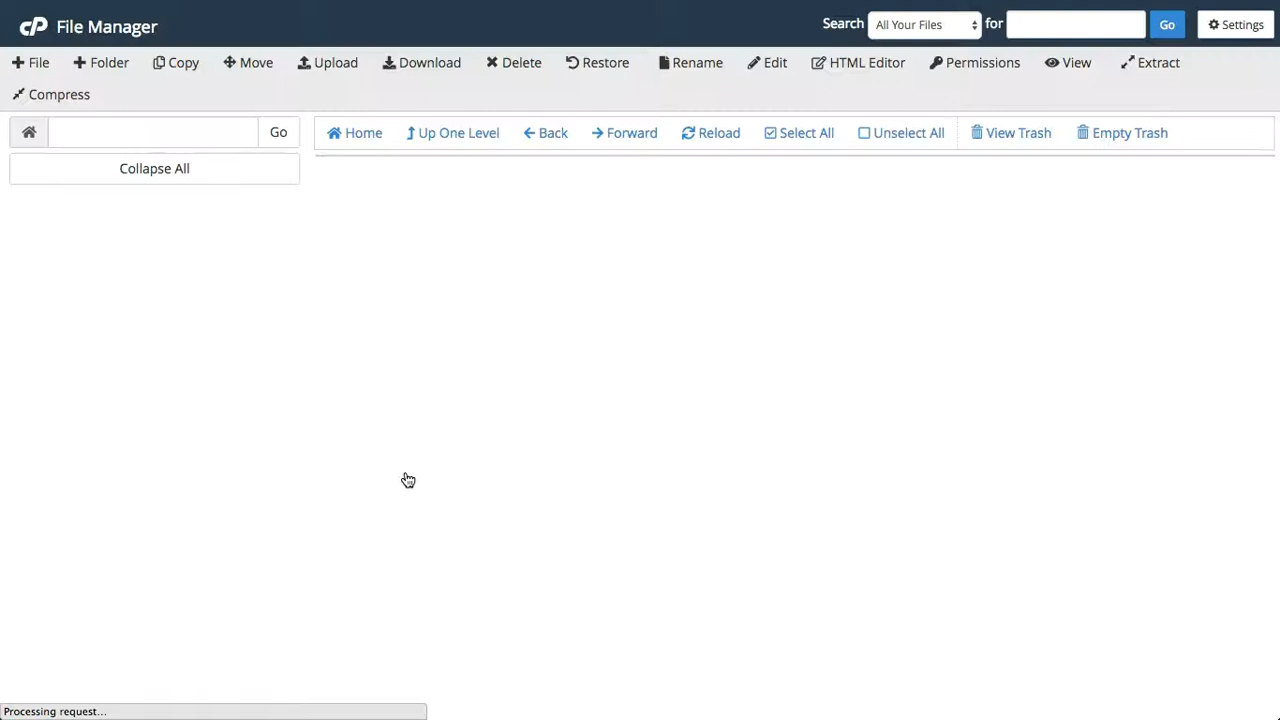 cP File Manager Search All Your Files for Go Settings
File Folder Copy Move Upload Download Delete Restore Rename Edit HTML Editor Permissions View Extract
Compress
Go Home Up One Level Back Forward Reload Select All Unselect All View Trash Empty Trash
Collapse All
Processing request...